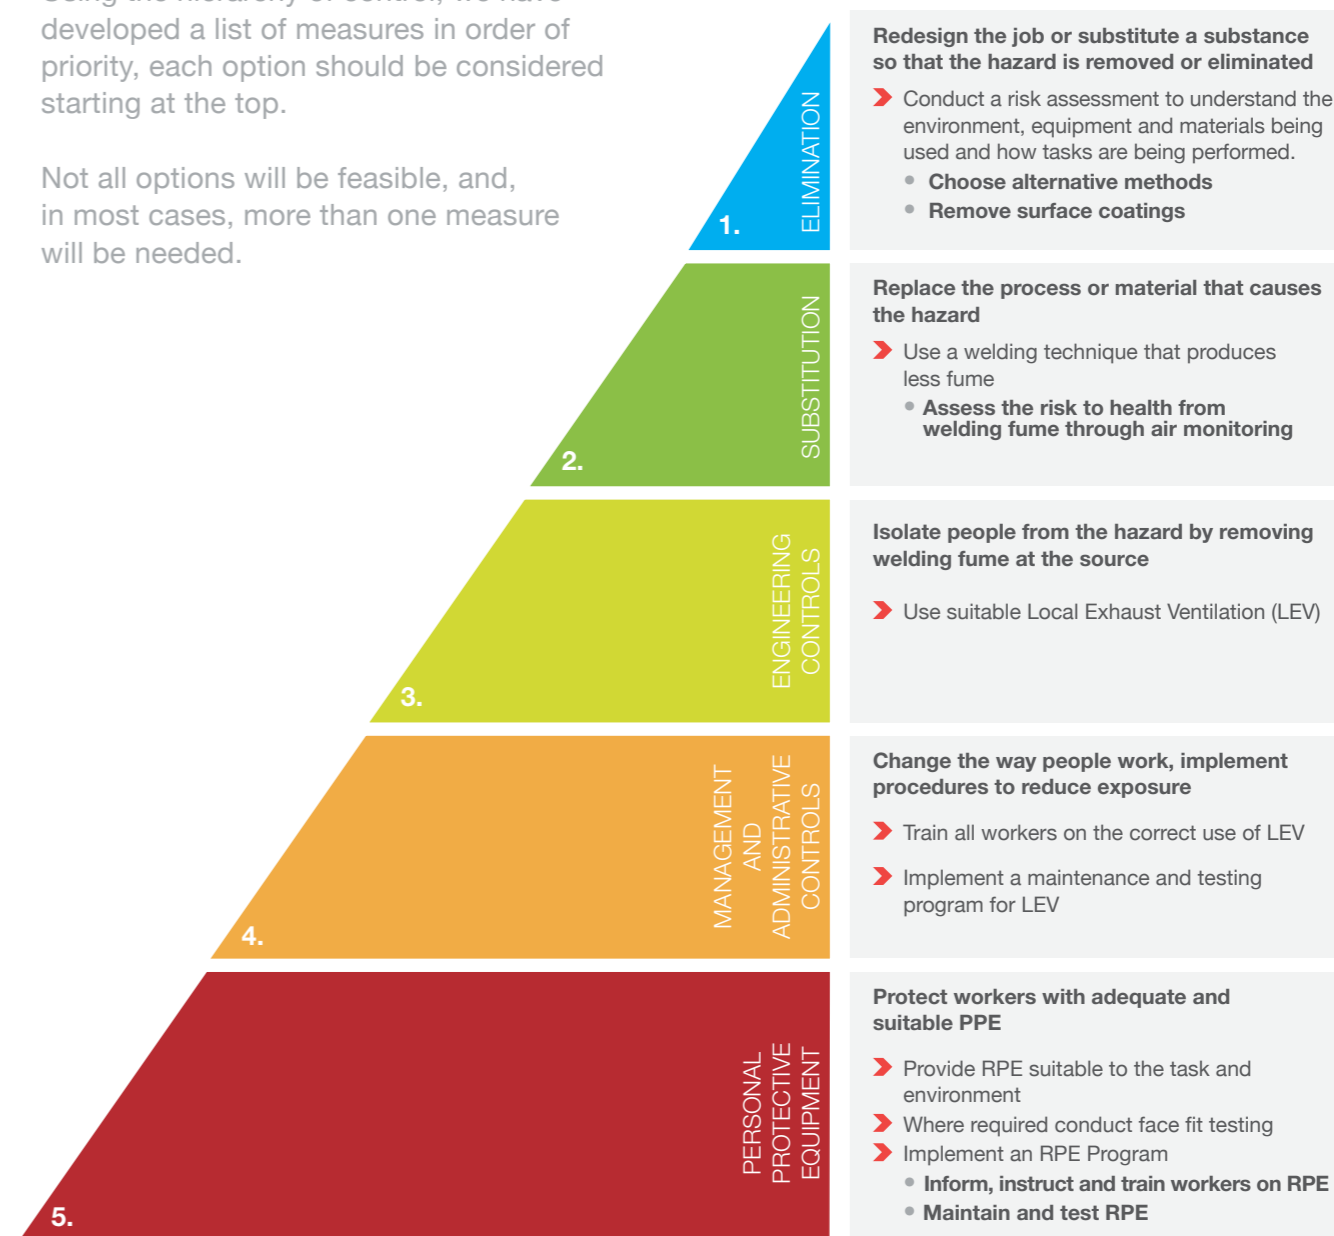 Using the hierarchy of control, we have
developed a list of measures in order of
priority, each option should be considered
starting at the top.
Not all options will be feasible, and,
in most cases, more than one measure
will be needed.
1.
ELIMINATION
Redesign the job or substitute a substance
so that the hazard is removed or eliminated
Conduct a risk assessment to understand the
environment, equipment and materials being
used and how tasks are being performed.
• Choose alternative methods
• Remove surface coatings
2.
SUBSTITUTION
Replace the process or material that causes
the hazard
Use a welding technique that produces
less fume
• Assess the risk to health from
welding fume through air monitoring
3.
ENGINEERING
CONTROLS
Isolate people from the hazard by removing
welding fume at the source
Use suitable Local Exhaust Ventilation (LEV)
4.
MANAGEMENT
AND
ADMINISTRATIVE
CONTROLS
Change the way people work, implement
procedures to reduce exposure
Train all workers on the correct use of LEV
Implement a maintenance and testing
program for LEV
5.
PERSONAL
PROTECTIVE
EQUIPMENT
Protect workers with adequate and
suitable PPE
Provide RPE suitable to the task and
environment
Where required conduct face fit testing
Implement an RPE Program
• Inform, instruct and train workers on RPE
• Maintain and test RPE